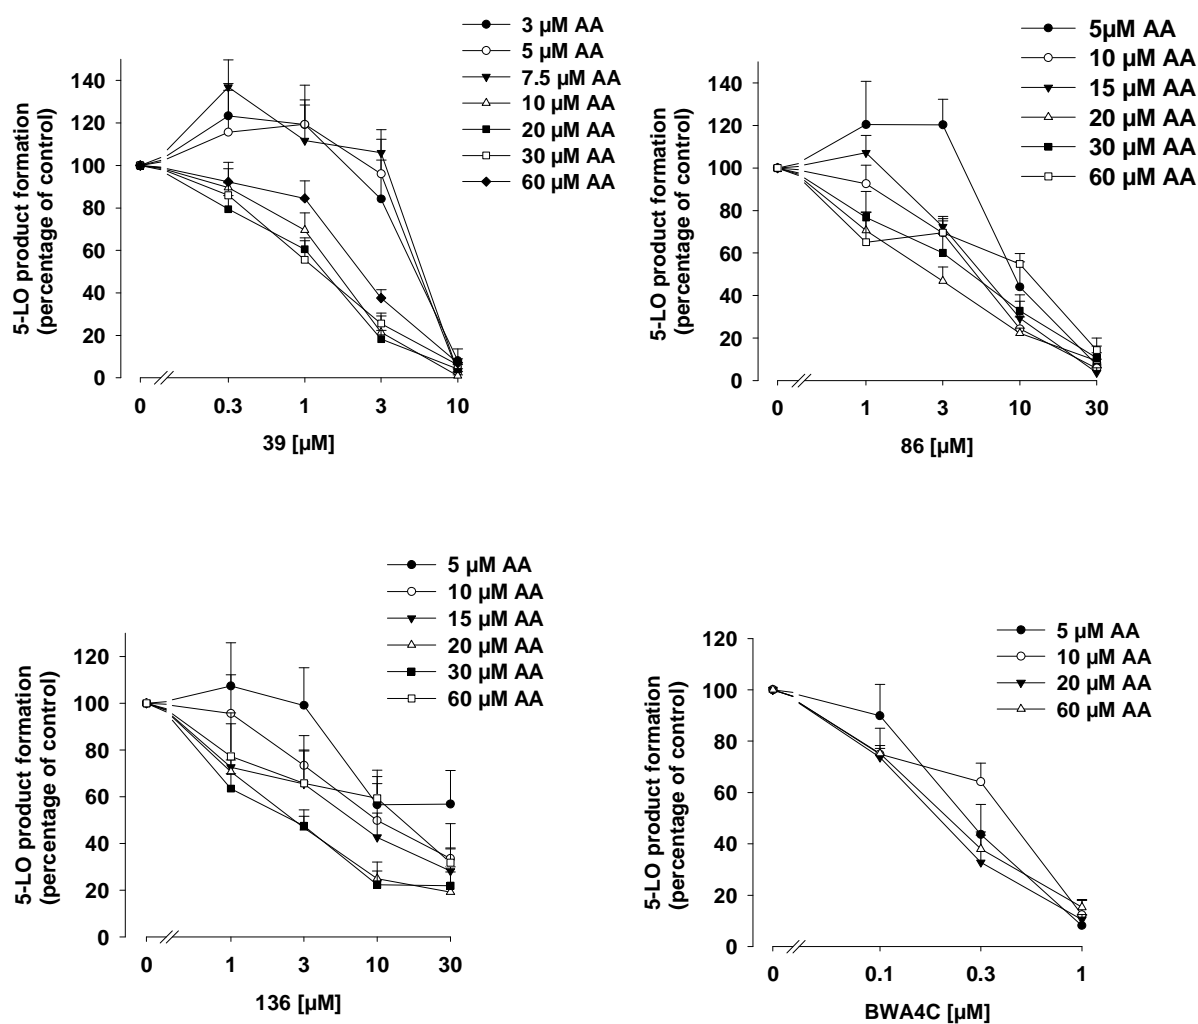 3 µM AA
5 µM AA
7.5 µM AA
10 µM AA
20 µM AA
30 µM AA
60 µM AA
5-LO product formation
(percentage of control)
140
120
100
80
60
40
20
0
0 0.3 1 3 10
39 [µM]
5µM AA
10 µM AA
15 µM AA
20 µM AA
30 µM AA
60 µM AA
5-LO product formation
(percentage of control)
140
120
100
80
60
40
20
0
0 1 3 10 30
86 [µM]
5 µM AA
10 µM AA
15 µM AA
20 µM AA
30 µM AA
60 µM AA
5-LO product formation
(percentage of control)
120
100
80
60
40
20
0
0 1 3 10 30
136 [µM]
5 µM AA
10 µM AA
20 µM AA
60 µM AA
5-LO product formation
(percentage of control)
120
100
80
60
40
20
0
0 0.1 0.3 1
BWA4C [µM]